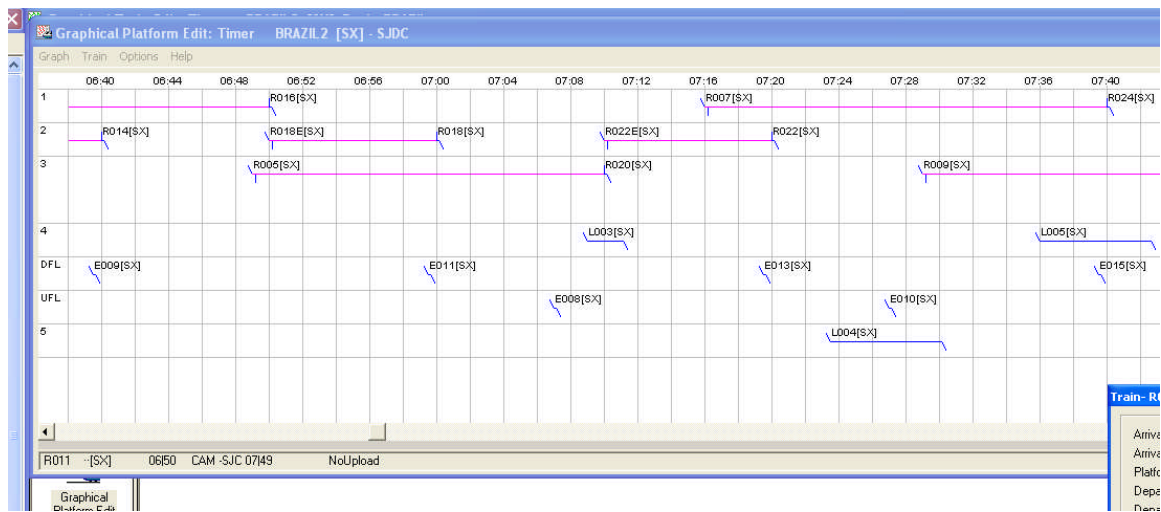 Graphical Platform Edit: Timer BRAZIL2 [SX] - SJDC
Graph Train Options Help
06:40 06:44 06:48 06:52 06:56 07:00 07:04 07:08 07:12 07:16 07:20 07:24 07:28 07:32 07:36 07:40
1 R016[SX] R007[SX] R024[SX]
2 R014[SX] R018E[SX] R018[SX] R022E[SX] R022[SX]
3 R005[SX] R020[SX] R009[SX]
4 L003[SX] L005[SX]
DFL E009[SX] E011[SX] E013[SX] E015[SX]
UFL E008[SX] E010[SX]
5 L004[SX]
Train- R0
Arriva
Arriva
Platfo
Depa
Depa
R011 --[SX] 06|50 CAM -SJC 07|49 NoUpload
Graphical
Platform Edit